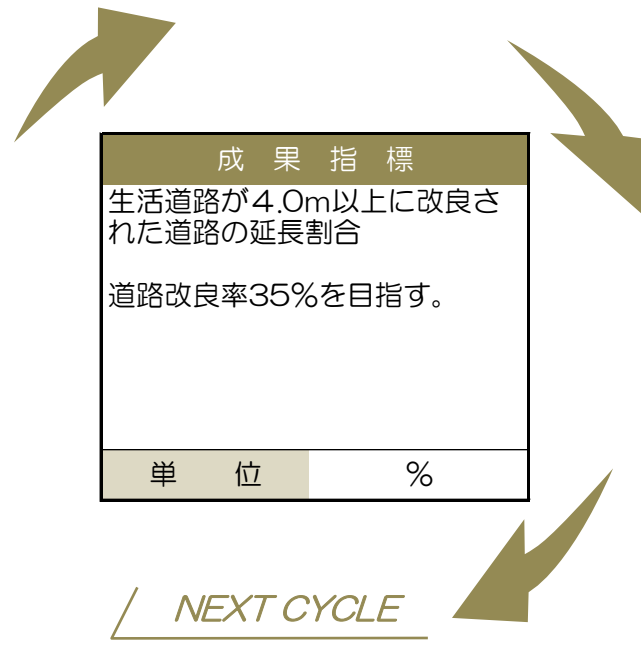 成果指標
生活道路が４.０ｍ以上に改良さ
れた道路の延長割合
道路改良率35％を目指す。
単位 ％
NEXT CYCLE